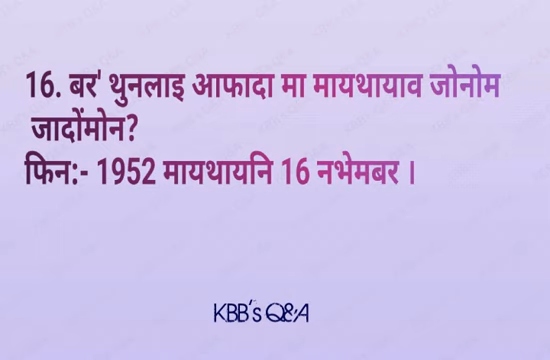 16. बर' थुनलाइ आफादा मा मायथायाव जोनोम
जादोंमोन?
फिन:- 1952 मायथायनि 16 नभेमबर।
KBB's Q&A